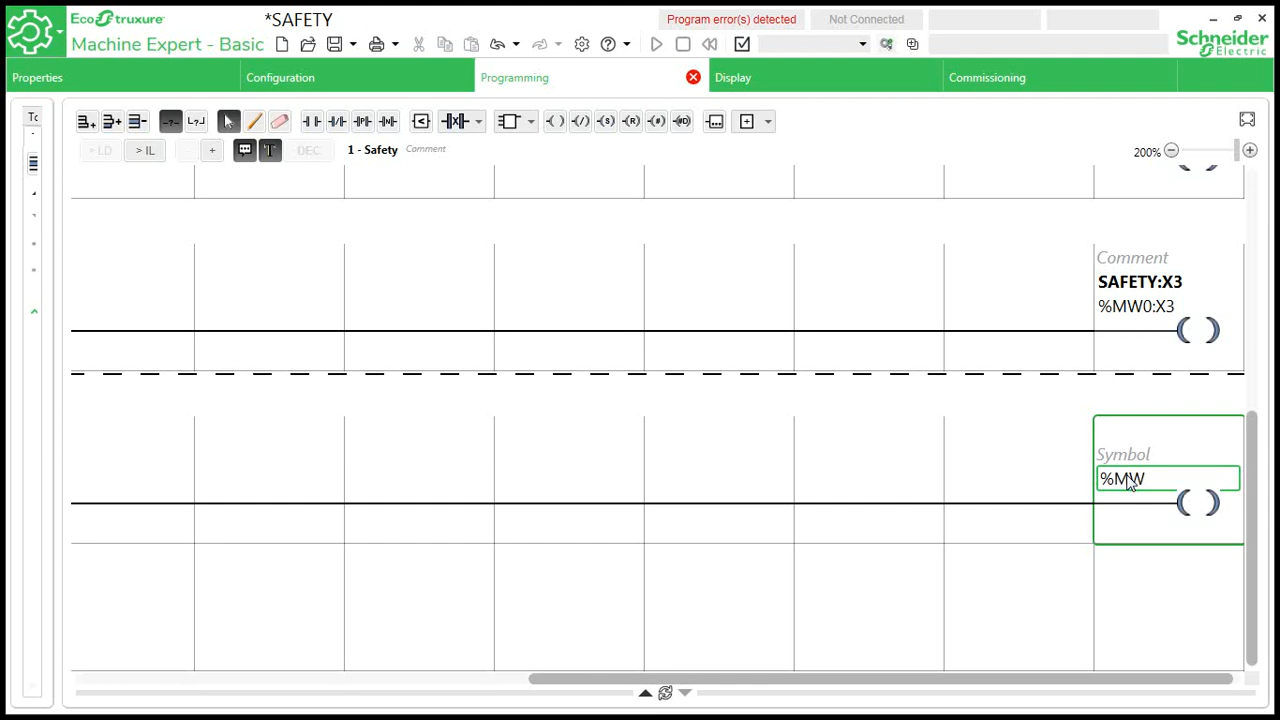 EcoStruxure
Machine Expert - Basic
*SAFETY
Program error(s) detected
Not Connected
Schneider
Electric
Properties
Configuration
Programming
Display
Commissioning
> LD
> IL
+
T
DEC
1 - Safety
Comment
200%
Comment
SAFETY:X3
%MW0:X3
Symbol
%MW